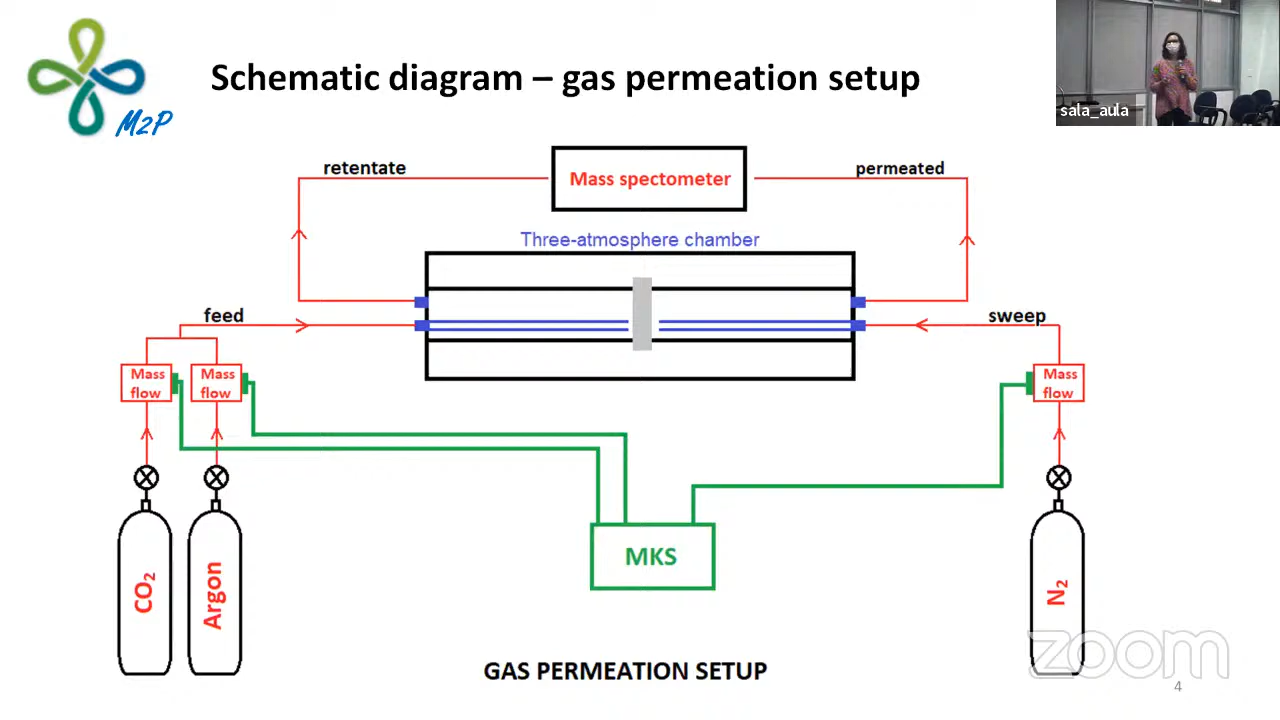 M2P
Schematic diagram – gas permeation setup
sala_aula
retentate
Mass spectometer
permeated
Three-atmosphere chamber
feed
sweep
Mass
flow
Mass
flow
Mass
flow
CO₂
Argon
MKS
N₂
GAS PERMEATION SETUP
zoom
4